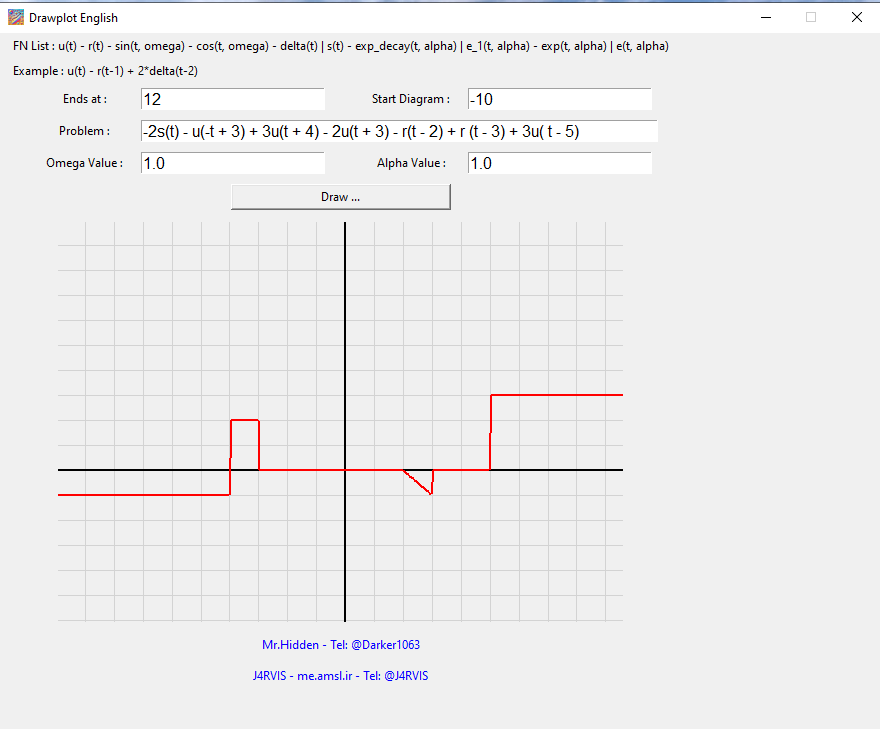 Drawplot English
FN List : u(t) - r(t) - sin(t, omega) - cos(t, omega) - delta(t) | s(t) - exp_decay(t, alpha) | e_1(t, alpha) - exp(t, alpha) | e(t, alpha)
Example : u(t) - r(t-1) + 2*delta(t-2)
Ends at : 12 Start Diagram : -10
Problem : -2s(t) - u(-t + 3) + 3u(t + 4) - 2u(t + 3) - r(t - 2) + r (t - 3) + 3u( t - 5)
Omega Value : 1.0 Alpha Value : 1.0
Draw ...
Mr.Hidden - Tel: @Darker1063
J4RVIS - me.amsl.ir - Tel: @J4RVIS